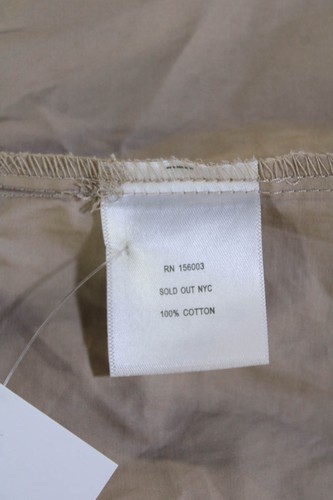 RN 156003
SOLD OUT NYC
100% COTTON